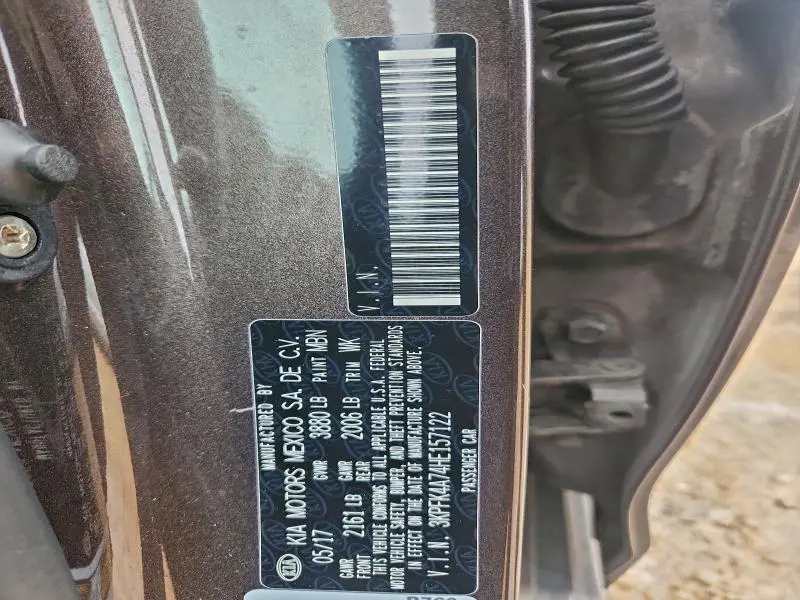 V.I.N.
MANUFACTURED BY
KIA KIA MOTORS MEXICO S.A. DE C.V.
05/17 GVWR 3880 LB PAINT MBN
GAWR FRONT 2161 LB GAWR REAR 2006 LB TRIM WK
THIS VEHICLE CONFORMS TO ALL APPLICABLE U.S.A. FEDERAL
MOTOR VEHICLE SAFETY, BUMPER, AND THEFT PREVENTION STANDARDS
IN EFFECT ON THE DATE OF MANUFACTURE SHOWN ABOVE.
V.I.N. 3KPFK4A74HE157122
PASSENGER CAR